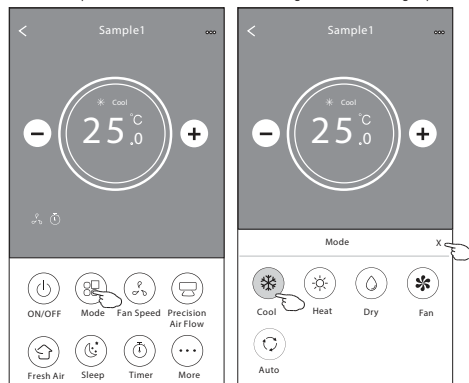 Sample1
Cool
25.0 °C
ON/OFF
Mode
Fan Speed
Precision
Air Flow
Fresh Air
Sleep
Timer
More
Sample1
Cool
25.0 °C
Mode
X
Cool
Heat
Dry
Fan
Auto